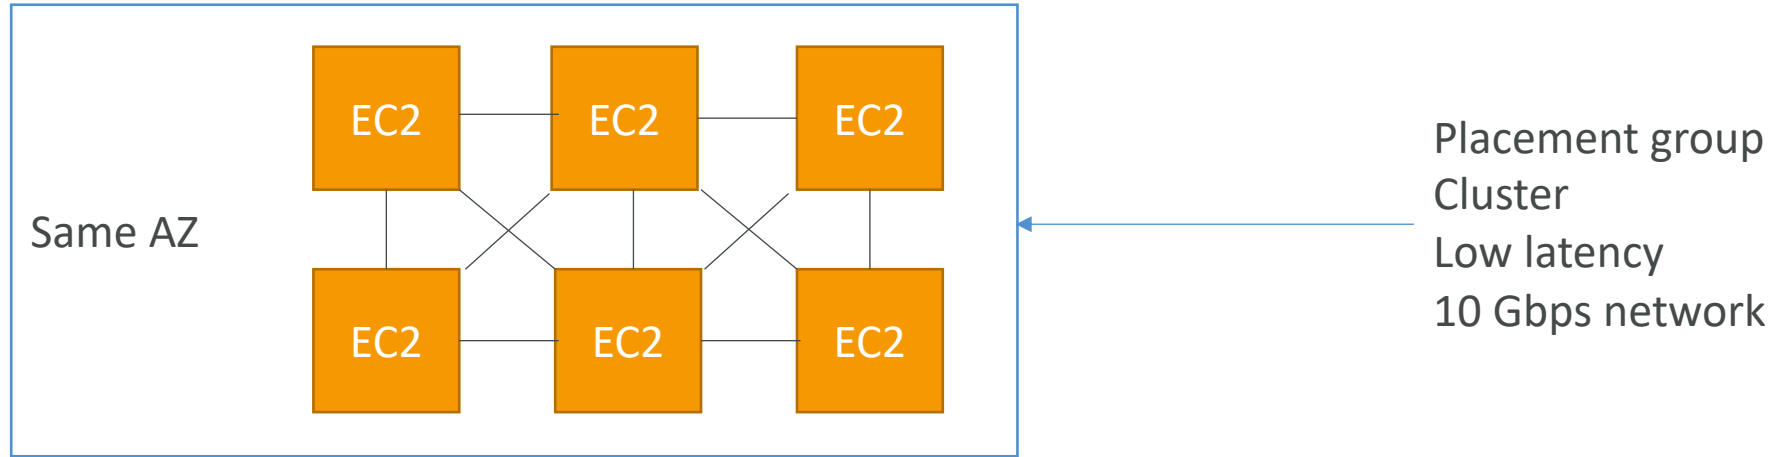 EC2 EC2 EC2
Same AZ
EC2 EC2 EC2
Placement group
Cluster
Low latency
10 Gbps network